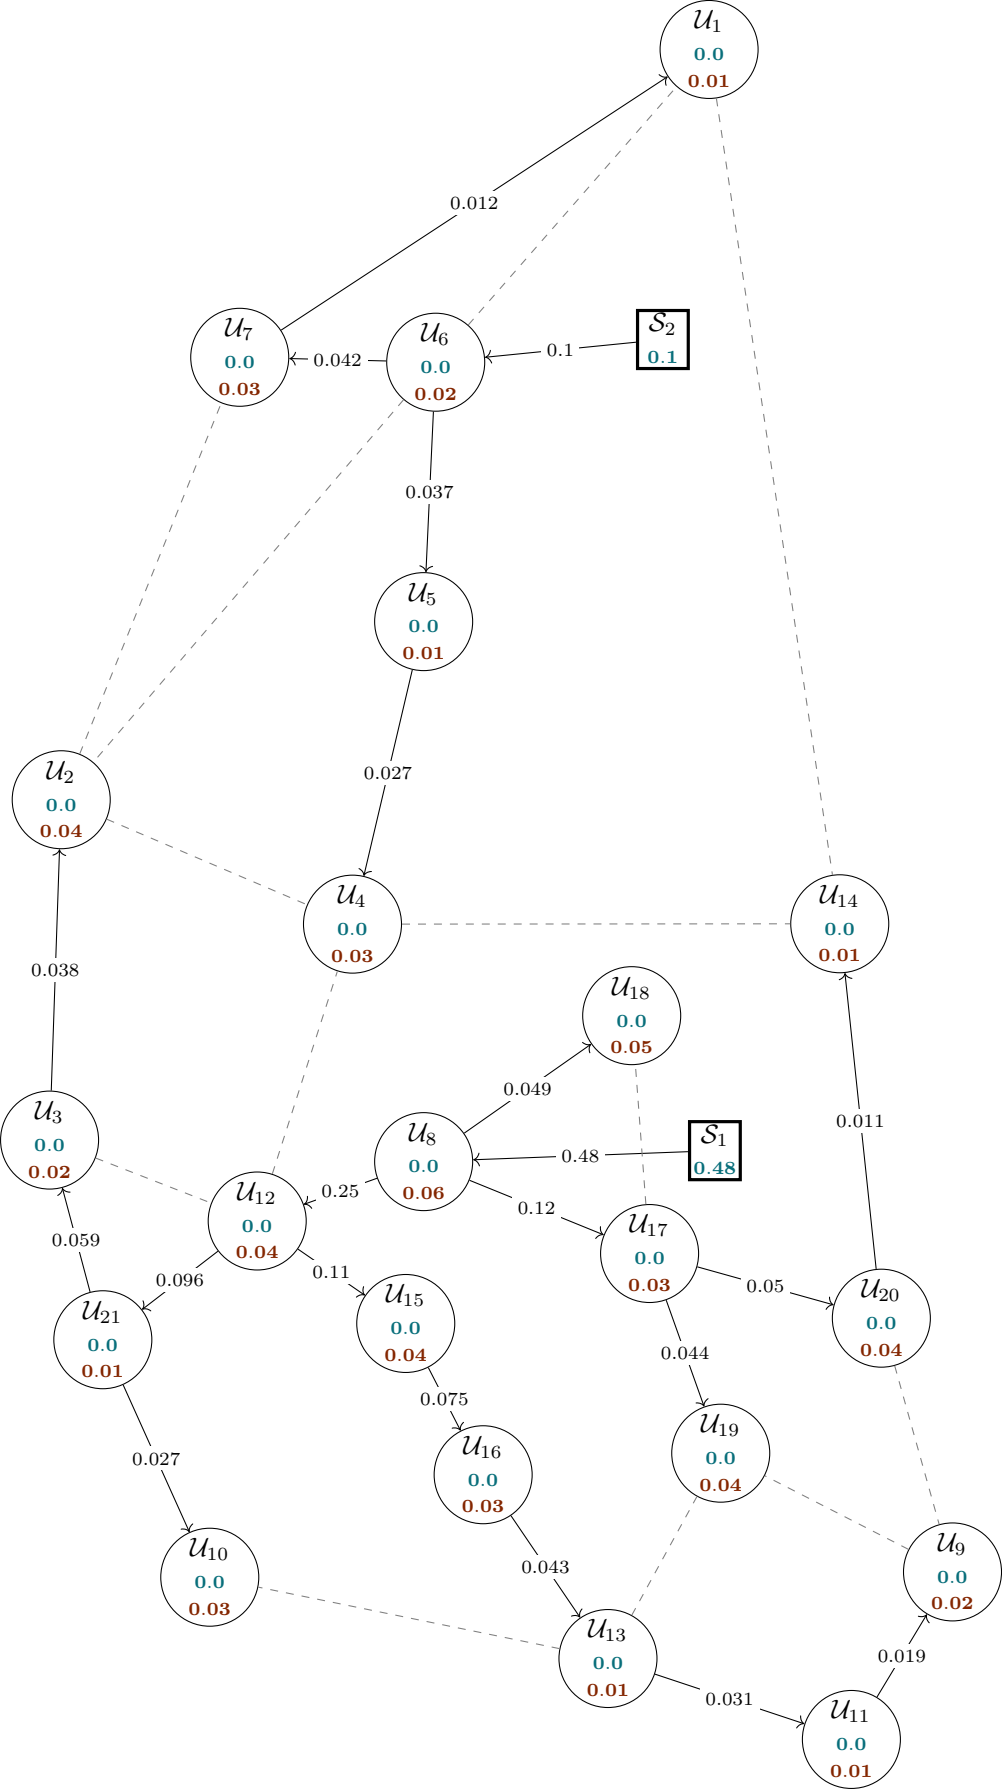 𝒰₁
0.0
0.01
0.012
𝒰₇
0.0
0.03
0.042
𝒰₆
0.0
0.02
0.1
𝒮₂
0.1
0.037
𝒰₅
0.0
0.01
0.027
𝒰₂
0.0
0.04
𝒰₄
0.0
0.03
𝒰₁₄
0.0
0.01
0.038
𝒰₁₈
0.0
0.05
0.049
0.011
𝒰₃
0.0
0.02
𝒰₈
0.0
0.06
0.48
𝒮₁
0.48
𝒰₁₂
0.0
0.04
0.25
0.12
𝒰₁₇
0.0
0.03
0.059
0.096
0.11
0.05
𝒰₂₁
0.0
0.01
𝒰₁₅
0.0
0.04
𝒰₂₀
0.0
0.04
0.044
0.075
0.027
𝒰₁₆
0.0
0.03
𝒰₁₉
0.0
0.04
𝒰₁₀
0.0
0.03
0.043
𝒰₉
0.0
0.02
𝒰₁₃
0.0
0.01
0.031
0.019
𝒰₁₁
0.0
0.01